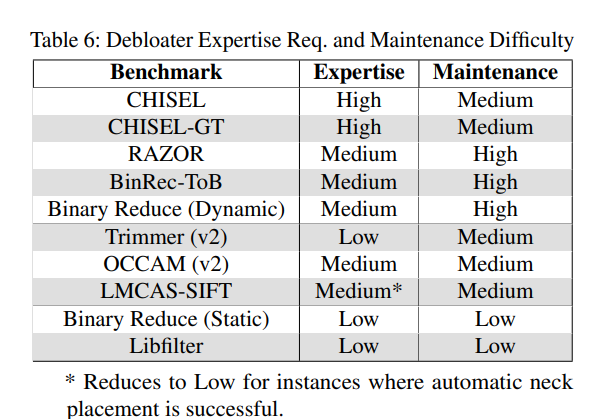 Table 6: Debloater Expertise Req. and Maintenance Difficulty
Benchmark Expertise Maintenance
CHISEL High Medium
CHISEL-GT High Medium
RAZOR Medium High
BinRec-ToB Medium High
Binary Reduce (Dynamic) Medium High
Trimmer (v2) Low Medium
OCCAM (v2) Medium Medium
LMCAS-SIFT Medium* Medium
Binary Reduce (Static) Low Low
Libfilter Low Low
* Reduces to Low for instances where automatic neck
placement is successful.